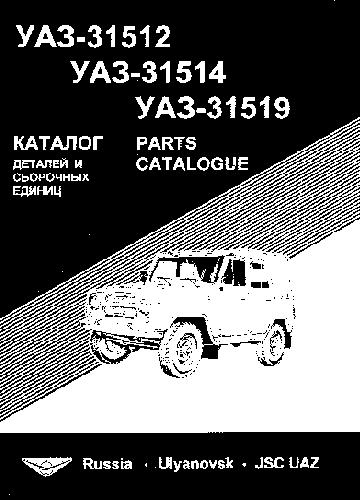 УАЗ-31512
УАЗ-31514
УАЗ-31519
КАТАЛОГ
ДЕТАЛЕЙ И
СБОРОЧНЫХ
ЕДИНИЦ
PARTS
CATALOGUE
Russia • Ulyanovsk • JSC UAZ